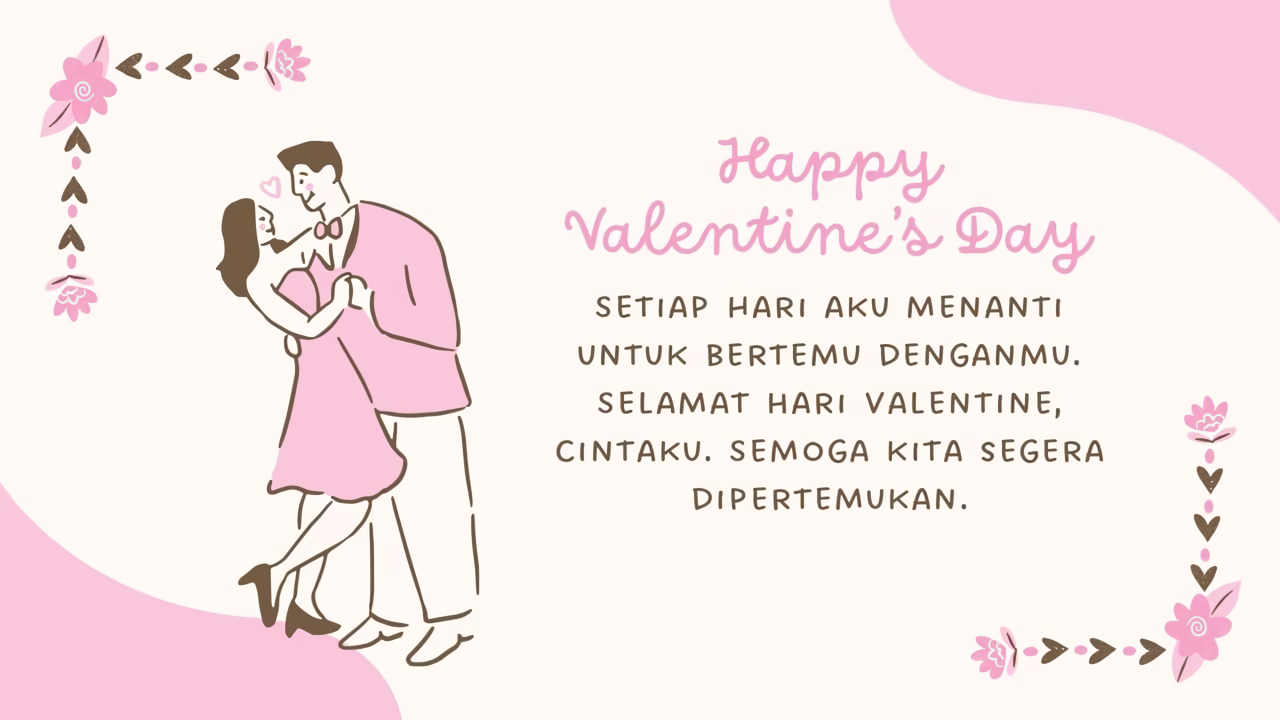 Happy
Valentine's Day
SETIAP HARI AKU MENANTI
UNTUK BERTEMU DENGANMU.
SELAMAT HARI VALENTINE,
CINTAKU. SEMOGA KITA SEGERA
DIPERTEMUKAN.